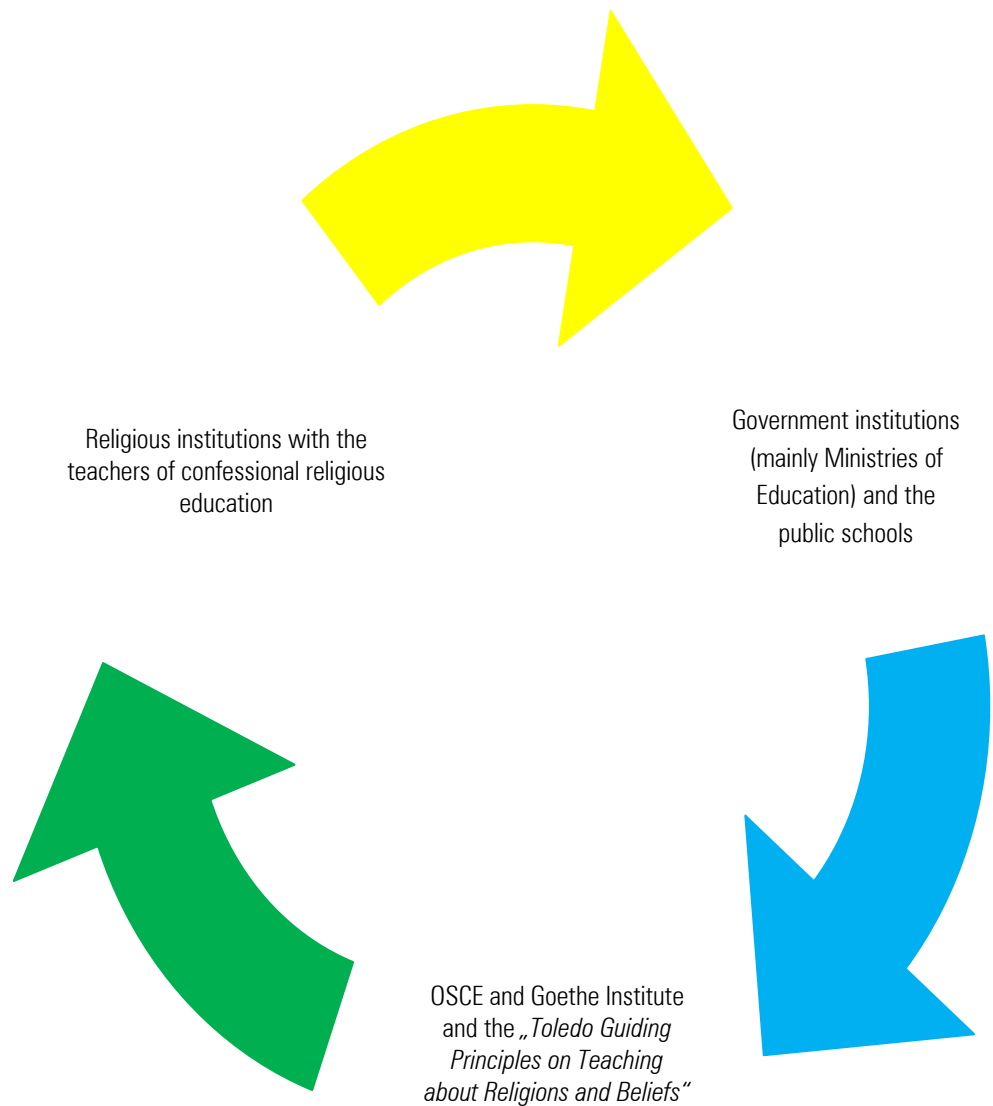 Religious institutions with the
teachers of confessional religious
education
Government institutions
(mainly Ministries of
Education) and the
public schools
OSCE and Goethe Institute
and the „Toledo Guiding
Principles on Teaching
about Religions and Beliefs“